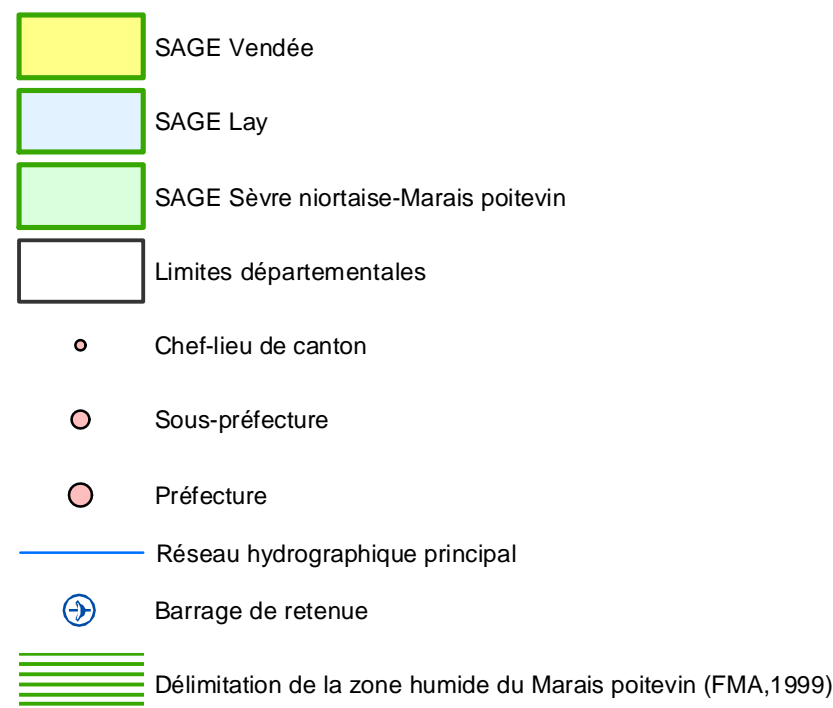 SAGE Vendée
SAGE Lay
SAGE Sèvre niortaise-Marais poitevin
Limites départementales
Chef-lieu de canton
Sous-préfecture
Préfecture
Réseau hydrographique principal
Barrage de retenue
Délimitation de la zone humide du Marais poitevin (FMA,1999)